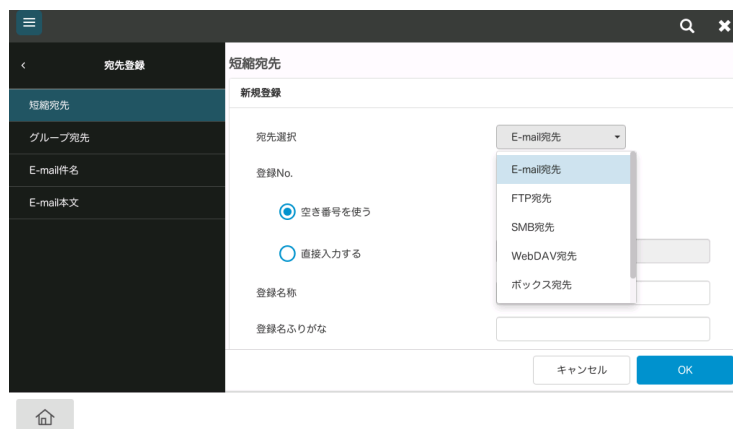 宛先登録
短縮宛先
グループ宛先
E-mail件名
E-mail本文
短縮宛先
新規登録
宛先選択
E-mail宛先
E-mail宛先
FTP宛先
SMB宛先
WebDAV宛先
ボックス宛先
登録No.
空き番号を使う
直接入力する
登録名称
登録名ふりがな
キャンセル
OK